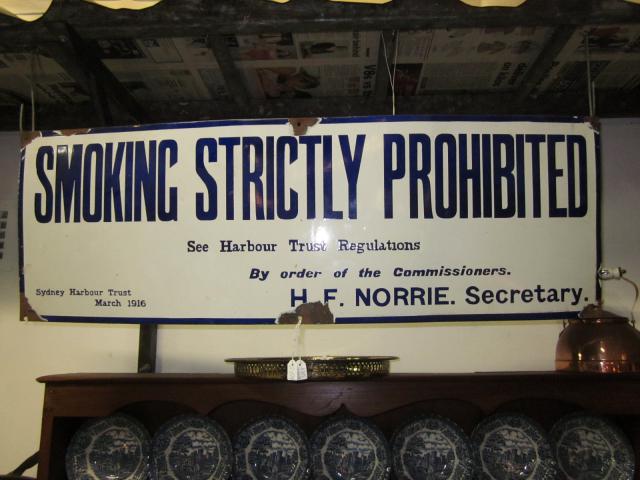 SMOKING STRICTLY PROHIBITED
See Harbour Trust Regulations
By order of the Commissioners.
Sydney Harbour Trust
March 1916
H. F. NORRIE. Secretary.